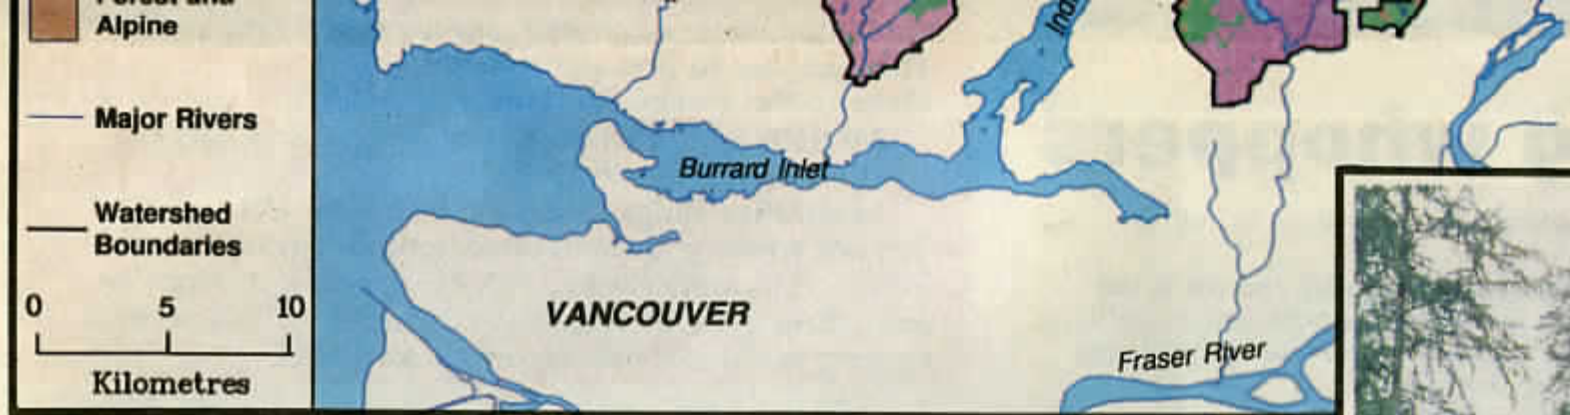 Alpine
Major Rivers
Watershed
Boundaries
0 5 10
Kilometres
Burrard Inlet
VANCOUVER
Fraser River